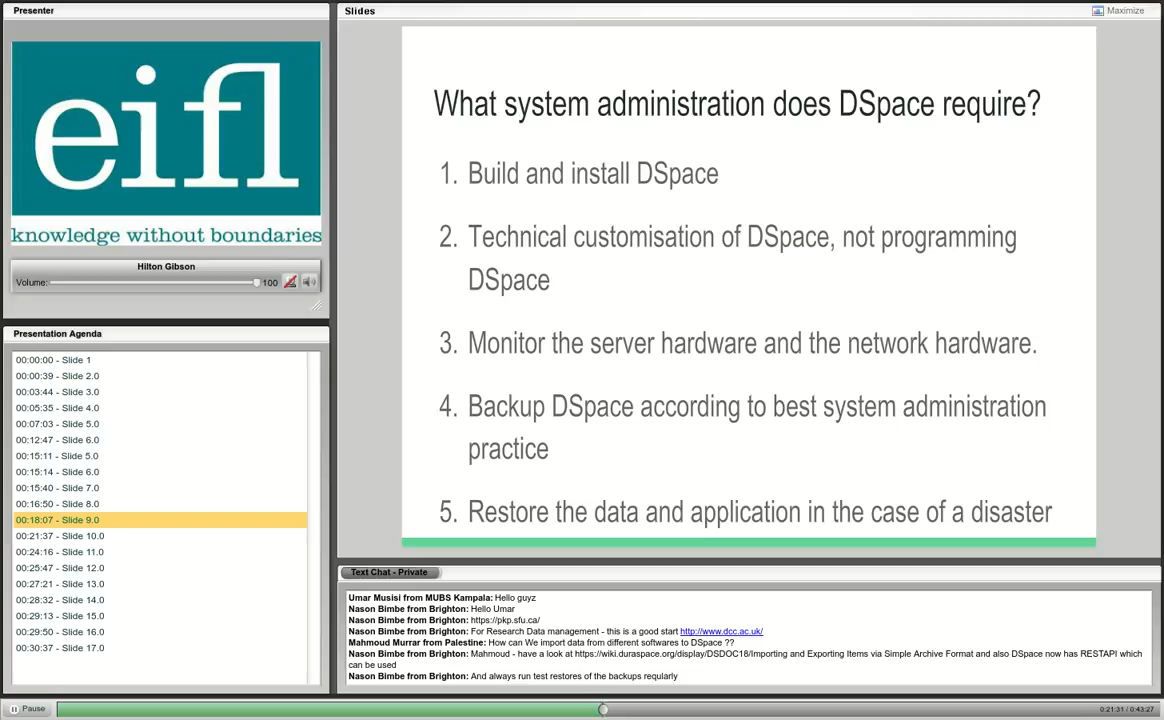 Presenter
eifl
knowledge without boundaries
Hilton Gibson
Volume:
100
Presentation Agenda
00:00:00 - Slide 1
00:00:39 - Slide 2.0
00:03:44 - Slide 3.0
00:05:35 - Slide 4.0
00:07:03 - Slide 5.0
00:12:47 - Slide 6.0
00:15:11 - Slide 5.0
00:15:14 - Slide 6.0
00:15:40 - Slide 7.0
00:16:50 - Slide 8.0
00:18:07 - Slide 9.0
00:21:37 - Slide 10.0
00:24:16 - Slide 11.0
00:25:47 - Slide 12.0
00:27:21 - Slide 13.0
00:28:32 - Slide 14.0
00:29:13 - Slide 15.0
00:29:50 - Slide 16.0
00:30:37 - Slide 17.0
Slides
Maximize
What system administration does DSpace require?
1. Build and install DSpace
2. Technical customisation of DSpace, not programming
DSpace
3. Monitor the server hardware and the network hardware.
4. Backup DSpace according to best system administration
practice
5. Restore the data and application in the case of a disaster
Text Chat - Private
Umar Musisi from MUBS Kampala: Hello guyz
Nason Bimbe from Brighton: Hello Umar
Nason Bimbe from Brighton: https://pkp.sfu.ca/
Nason Bimbe from Brighton: For Research Data management - this is a good start http://www.dcc.ac.uk/
Mahmoud Murrar from Palestine: How can We import data from different softwares to DSpace ??
Nason Bimbe from Brighton: Mahmoud - have a look at https://wiki.duraspace.org/display/DSDOC18/Importing and Exporting Items via Simple Archive Format and also DSpace now has RESTAPI which
can be used
Nason Bimbe from Brighton: And always run test restores of the backups reqularly
Pause
0:21:31 / 0:43:27